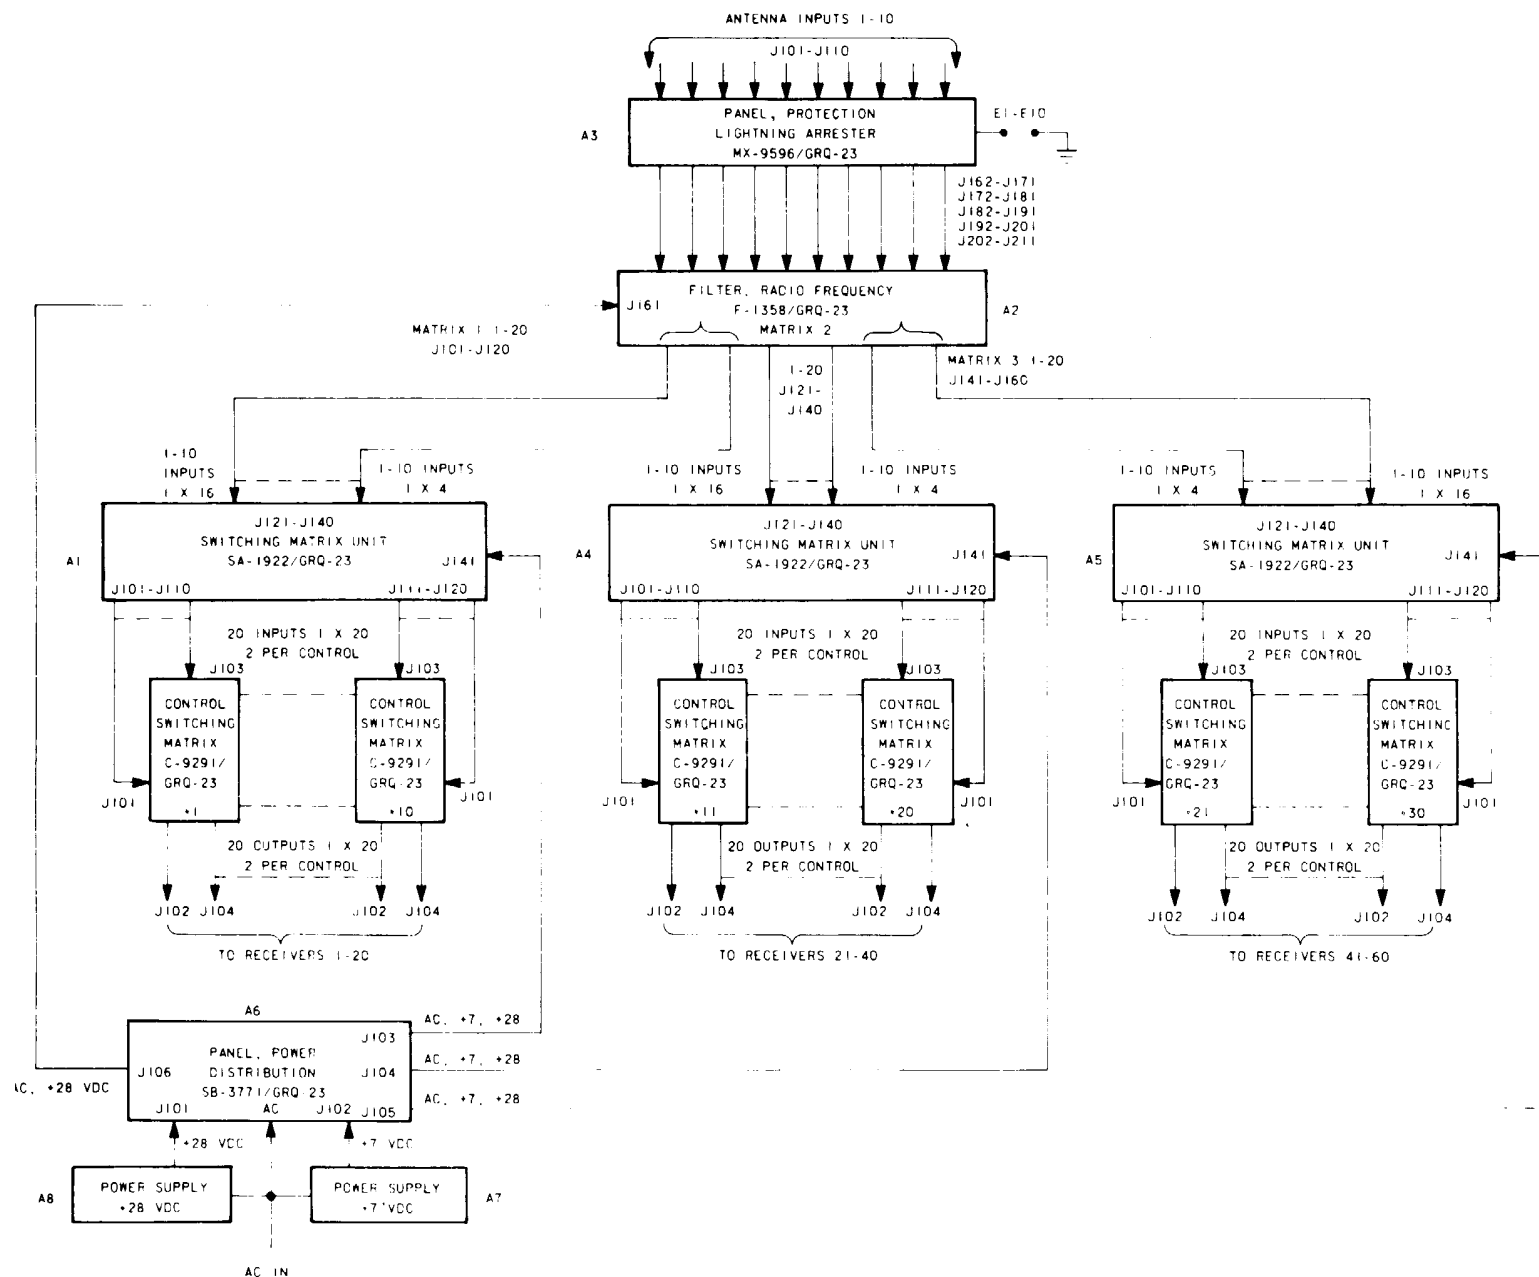 ANTENNA INPUTS 1-10
J101-J110
A3
PANEL, PROTECTION
LIGHTNING ARRESTER
MX-9596/GRQ-23
E1-E10
J162-J171
J172-J181
J182-J191
J192-J201
J202-J211
J161
FILTER, RADIO FREQUENCY
F-1358/GRQ-23
MATRIX 2
A2
MATRIX 1 1-20
J101-J120
1-20
J121-
J140
MATRIX 3 1-20
J141-J160
1-10
INPUTS
1 X 16
1-10 INPUTS
1 X 4
1-10 INPUTS
1 X 16
1-10 INPUTS
1 X 4
1-10 INPUTS
1 X 4
1-10 INPUTS
1 X 16
A1
J121-J140
SWITCHING MATRIX UNIT
SA-1922/GRQ-23
J141
J101-J110
J111-J120
A4
J121-J140
SWITCHING MATRIX UNIT
SA-1922/GRQ-23
J141
J101-J110
J111-J120
A5
J121-J140
SWITCHING MATRIX UNIT
SA-1922/GRQ-23
J141
J101-J110
J111-J120
20 INPUTS 1 X 20
2 PER CONTROL
J103
J103
20 INPUTS 1 X 20
2 PER CONTROL
J103
J103
20 INPUTS 1 X 20
2 PER CONTROL
J103
J103
CONTROL
SWITCHING
MATRIX
C-9291/
GRQ-23
*1
J101
CONTROL
SWITCHING
MATRIX
C-9291/
GRQ-23
*10
J101
CONTROL
SWITCHING
MATRIX
C-9291/
GRQ-23
*11
J101
CONTROL
SWITCHING
MATRIX
C-9291/
GRQ-23
*20
J101
CONTROL
SWITCHING
MATRIX
C-9291/
GRQ-23
*21
J101
CONTROL
SWITCHING
MATRIX
C-9291/
GRQ-23
*30
J101
20 OUTPUTS 1 X 20
2 PER CONTROL
J102
J104
J102
J104
TO RECEIVERS 1-20
20 OUTPUTS 1 X 20
2 PER CONTROL
J102
J104
J102
J104
TO RECEIVERS 21-40
20 OUTPUTS 1 X 20
2 PER CONTROL
J102
J104
J102
J104
TO RECEIVERS 41-60
A6
PANEL, POWER
DISTRIBUTION
SB-3771/GRQ-23
J103
J104
J105
J106
J101
AC
J102
AC, +7, +28
AC, +7, +28
AC, +7, +28
AC, +28 VDC
+28 VDC
+7 VDC
A8
POWER SUPPLY
+28 VDC
POWER SUPPLY
+7 VDC
A7
AC IN